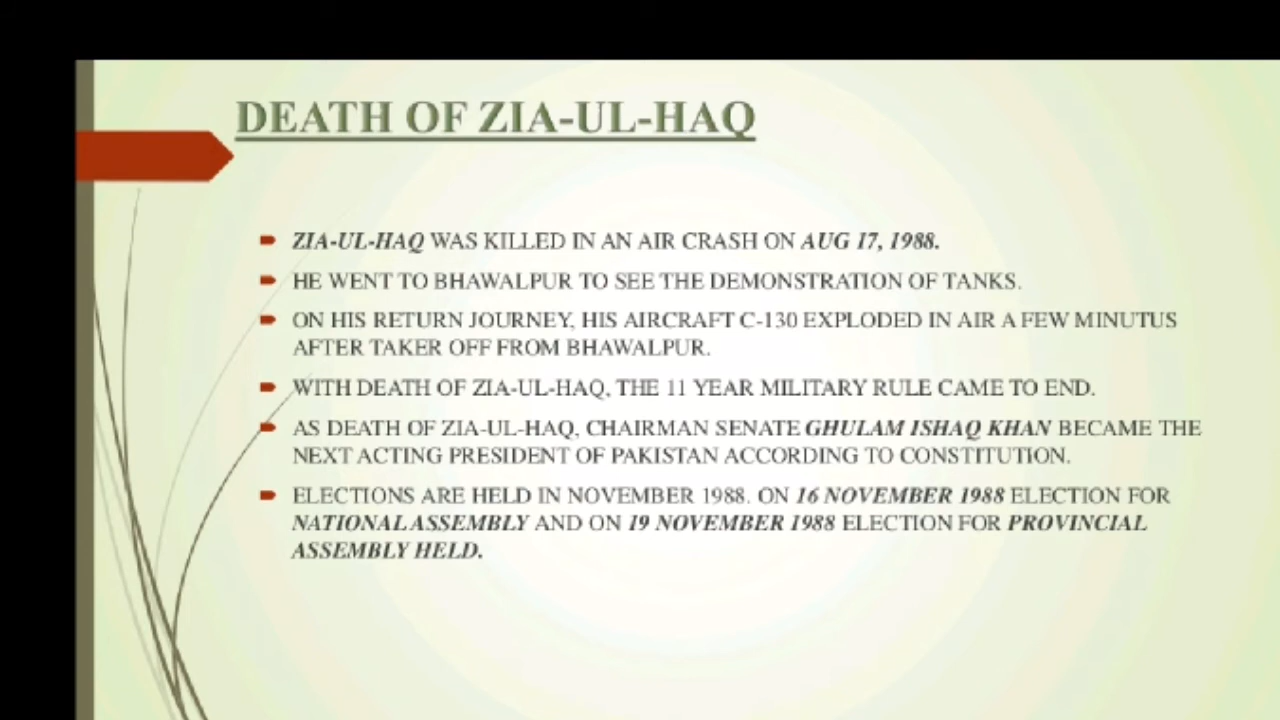 DEATH OF ZIA-UL-HAQ
ZIA-UL-HAQ WAS KILLED IN AN AIR CRASH ON AUG 17, 1988.
HE WENT TO BHAWALPUR TO SEE THE DEMONSTRATION OF TANKS.
ON HIS RETURN JOURNEY, HIS AIRCRAFT C-130 EXPLODED IN AIR A FEW MINUTUS
AFTER TAKER OFF FROM BHAWALPUR.
WITH DEATH OF ZIA-UL-HAQ, THE 11 YEAR MILITARY RULE CAME TO END.
AS DEATH OF ZIA-UL-HAQ, CHAIRMAN SENATE GHULAM ISHAQ KHAN BECAME THE
NEXT ACTING PRESIDENT OF PAKISTAN ACCORDING TO CONSTITUTION.
ELECTIONS ARE HELD IN NOVEMBER 1988. ON 16 NOVEMBER 1988 ELECTION FOR
NATIONAL ASSEMBLY AND ON 19 NOVEMBER 1988 ELECTION FOR PROVINCIAL
ASSEMBLY HELD.